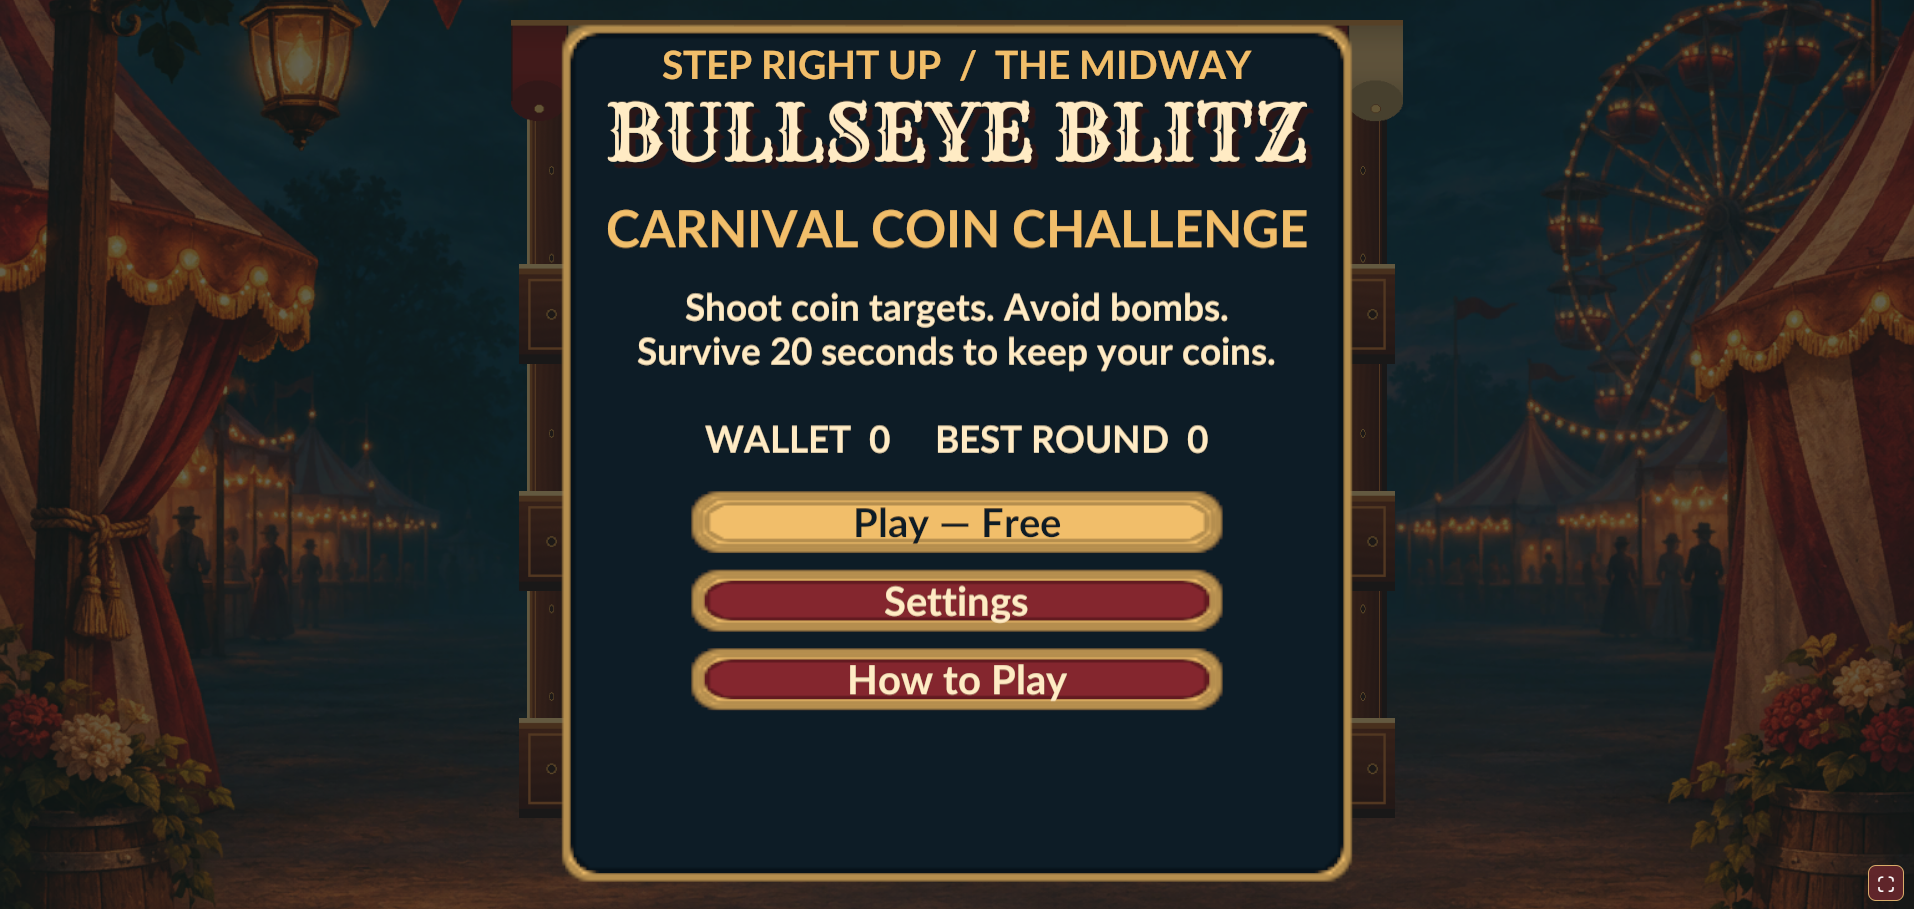 STEP RIGHT UP / THE MIDWAY
BULLSEYE BLITZ
CARNIVAL COIN CHALLENGE
Shoot coin targets. Avoid bombs.
Survive 20 seconds to keep your coins.
WALLET 0 BEST ROUND 0
Play — Free
Settings
How to Play